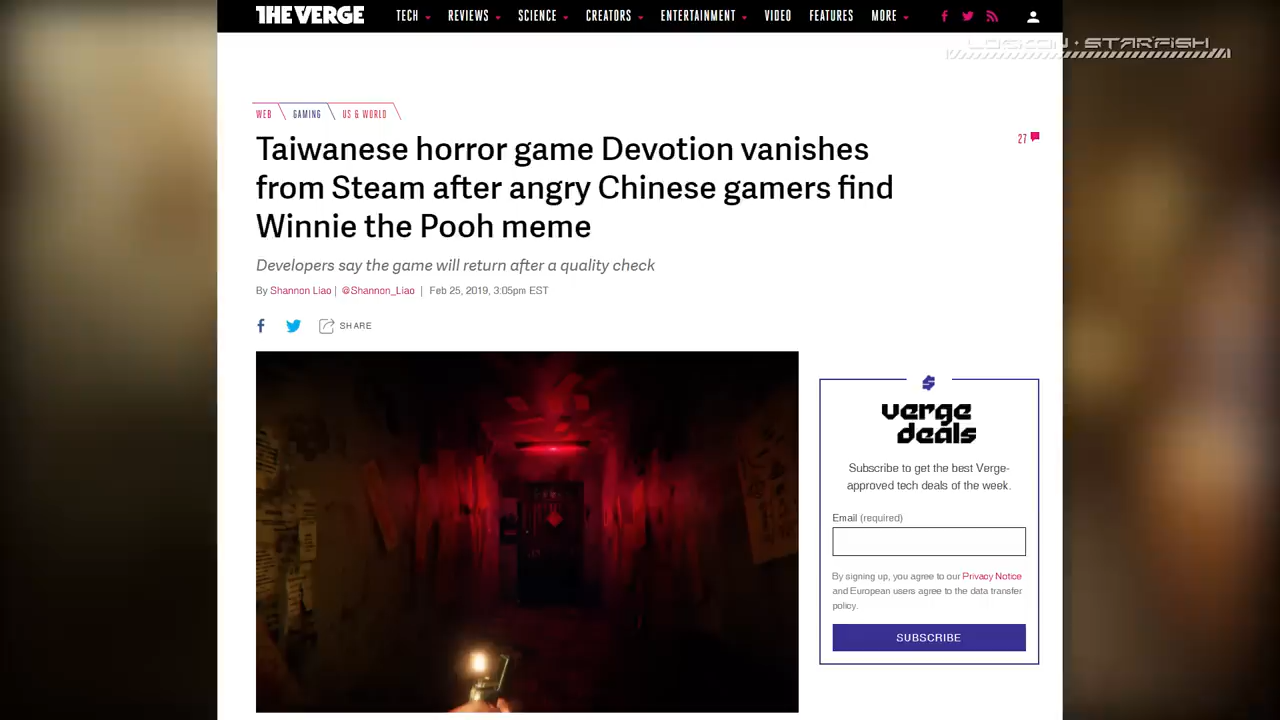 THE VERGE
TECH REVIEWS SCIENCE CREATORS ENTERTAINMENT VIDEO FEATURES MORE
LOCKON · STARFISH
WEB GAMING US & WORLD
Taiwanese horror game Devotion vanishes
from Steam after angry Chinese gamers find
Winnie the Pooh meme
27
Developers say the game will return after a quality check
By Shannon Liao | @Shannon_Liao | Feb 25, 2019, 3:05pm EST
SHARE
verge
deals
Subscribe to get the best Verge-
approved tech deals of the week.
Email (required)
By signing up, you agree to our Privacy Notice
and European users agree to the data transfer
policy.
SUBSCRIBE